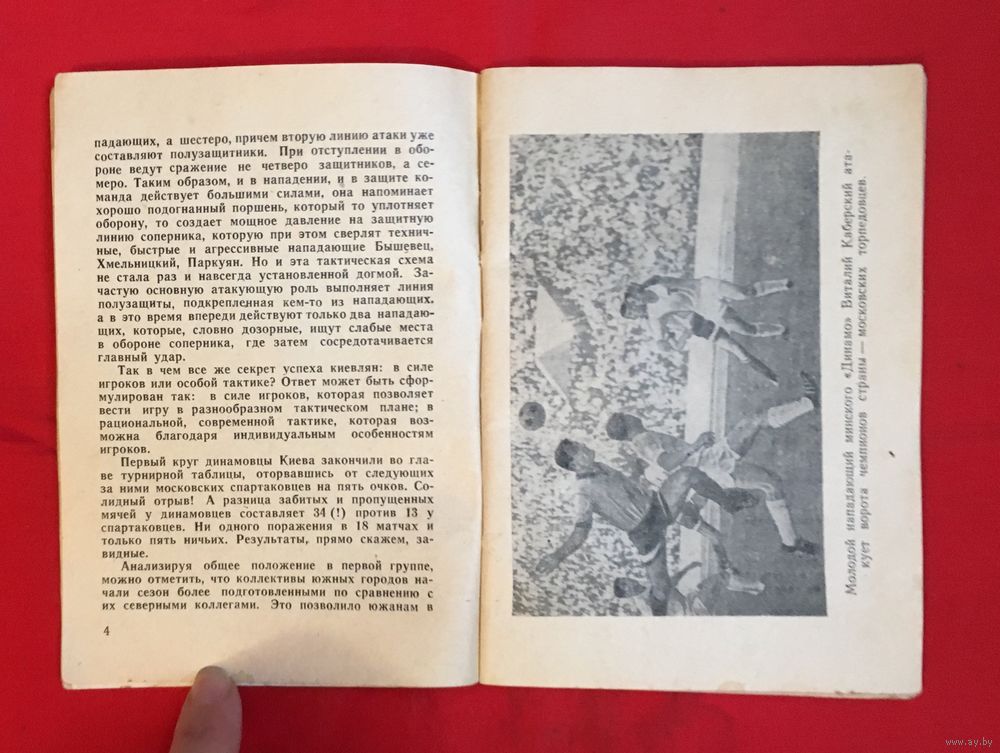 падающих, а шестеро, причем вторую линию атаки уже
составляют полузащитники. При отступлении в обо-
роне ведут сражение не четверо защитников, а се-
меро. Таким образом, и в нападении, и в защите ко-
манда действует большими силами, она напоминает
хорошо подогнанный поршень, который то уплотняет
оборону, то создает мощное давление на защитную
линию соперника, которую при этом сверлят технич-
ные, быстрые и агрессивные нападающие Бышевец,
Хмельницкий, Паркуян. Но и эта тактическая схема
не стала раз и навсегда установленной догмой. За-
частую основную атакующую роль выполняет линия
полузащиты, подкрепленная кем-то из нападающих,
а в это время впереди действуют только два нападаю-
щих, которые, словно дозорные, ищут слабые места
в обороне соперника, где затем сосредотачивается
главный удар.
Так в чем все же секрет успеха киевлян: в силе
игроков или особой тактике? Ответ может быть сфор-
мулирован так: в силе игроков, которая позволяет
вести игру в разнообразном тактическом плане; в
рациональной, современной тактике, которая воз-
можна благодаря индивидуальным особенностям
игроков.
Первый круг динамовцы Киева закончили во гла-
ве турнирной таблицы, оторвавшись от следующих
за ними московских спартаковцев на пять очков. Со-
лидный отрыв! А разница забитых и пропущенных
мячей у динамовцев составляет 34 (!) против 13 у
спартаковцев. Ни одного поражения в 18 матчах и
только пять ничьих. Результаты, прямо скажем, за-
видные.
Анализируя общее положение в первой группе,
можно отметить, что коллективы южных городов на-
чали сезон более подготовленными по сравнению с
их северными коллегами. Это позволило южанам в
4
Молодой нападающий минского «Динамо» Виталий Каберский ата-
кует ворота чемпионов страны — московских торпедовцев.
www.ay.by